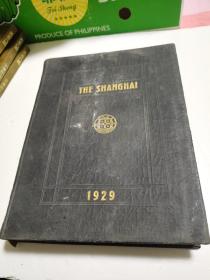 PRODUCE OF PHILIPPINES
THE SHANGHAI
1929